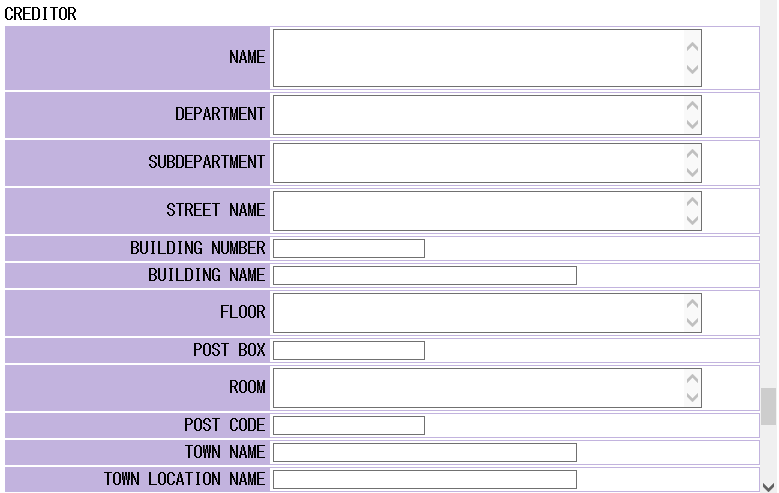 CREDITOR
NAME
DEPARTMENT
SUBDEPARTMENT
STREET NAME
BUILDING NUMBER
BUILDING NAME
FLOOR
POST BOX
ROOM
POST CODE
TOWN NAME
TOWN LOCATION NAME